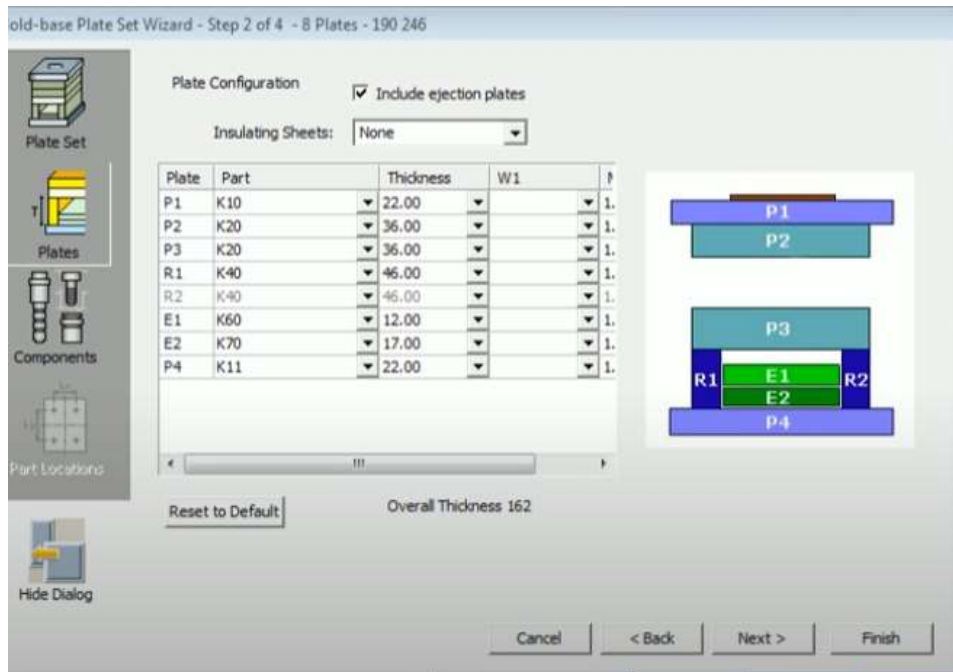 old-base Plate Set Wizard - Step 2 of 4 - 8 Plates - 190 246
Plate Set
Plates
Components
Part Locations
Hide Dialog
Plate Configuration
Include ejection plates
Insulating Sheets: None
Plate Part Thickness W1
P1 K10 22.00 1.
P2 K20 36.00 1.
P3 K20 36.00 1.
R1 K40 46.00 1.
R2 K40 46.00 1.
E1 K60 12.00 1.
E2 K70 17.00 1.
P4 K11 22.00 1.
Reset to Default
Overall Thickness 162
T
P1
P2
P3
R1 E1 R2
E2
P4
Cancel < Back Next > Finish